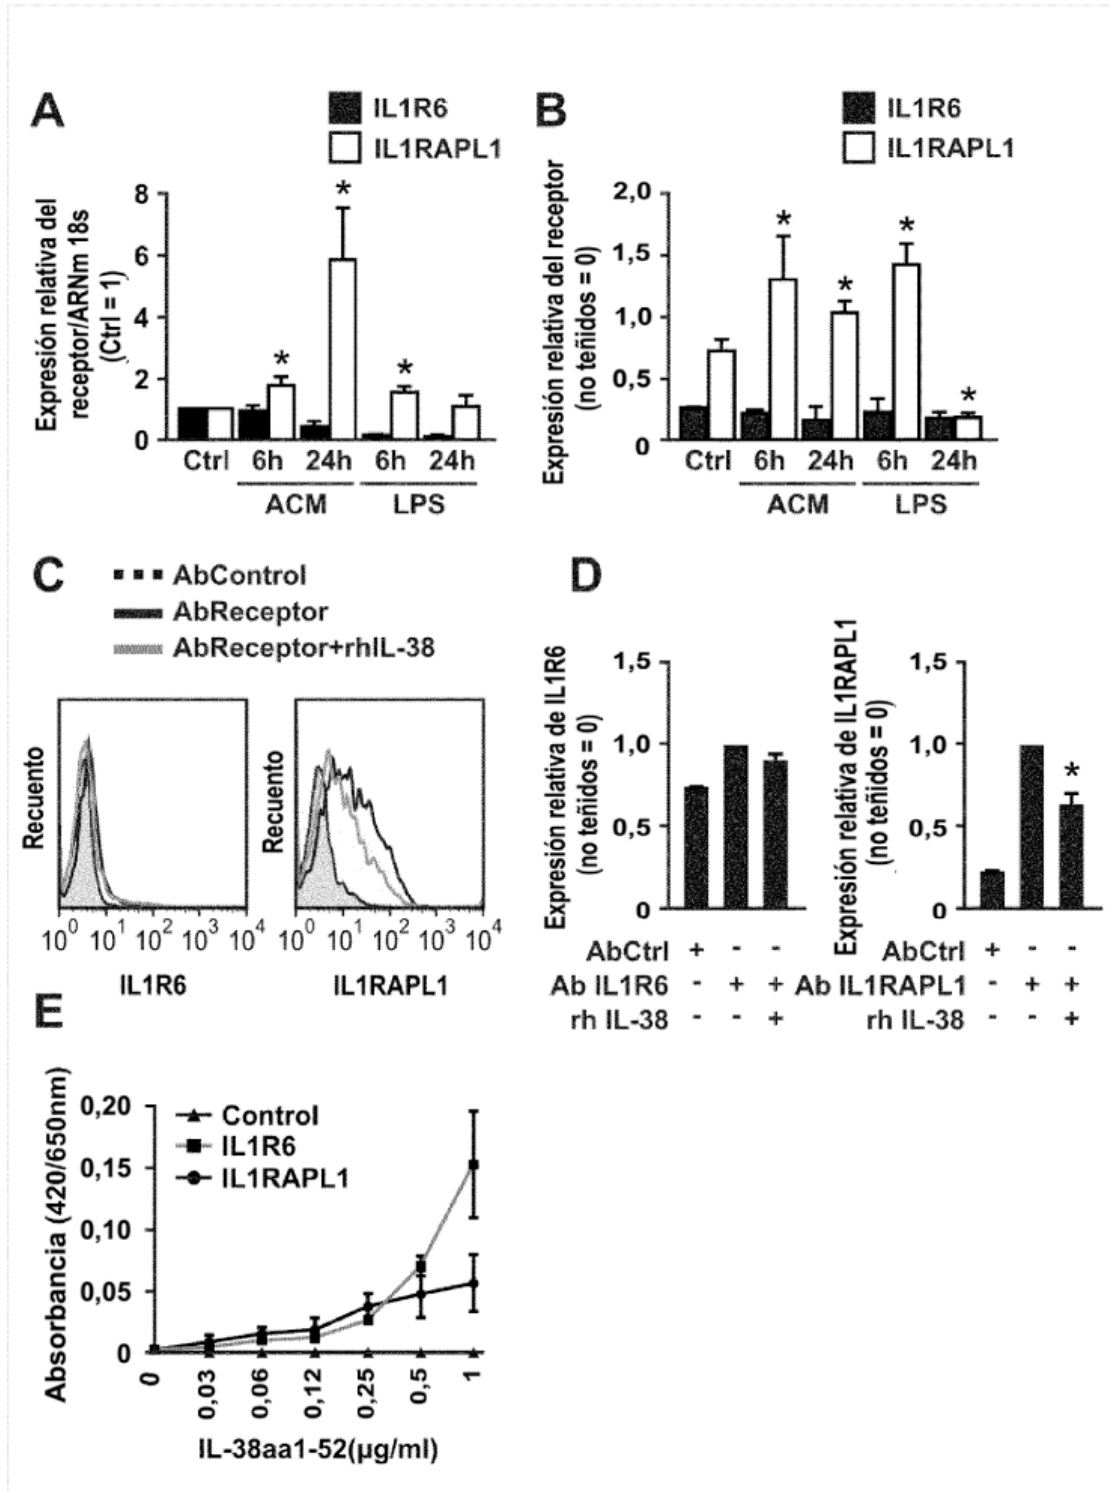 A
IL1R6
IL1RAPL1
Expresión relativa del
receptor/ARNm 18s
(Ctrl = 1)
8
6
4
2
0
*
*
*
Ctrl
6h
24h
6h
24h
ACM
LPS
B
IL1R6
IL1RAPL1
Expresión relativa del receptor
(no teñidos = 0)
2,0
1,5
1,0
0,5
0
*
*
*
*
Ctrl
6h
24h
6h
24h
ACM
LPS
C
AbControl
AbReceptor
AbReceptor+rhIL-38
Recuento
10⁰ 10¹ 10² 10³ 10⁴
IL1R6
Recuento
10⁰ 10¹ 10² 10³ 10⁴
IL1RAPL1
D
Expresión relativa de IL1R6
(no teñidos = 0)
1,5
1,0
0,5
0
AbCtrl + - -
Ab IL1R6 - + +
rh IL-38 - - +
Expresión relativa de IL1RAPL1
(no teñidos = 0)
1,5
1,0
0,5
0
*
AbCtrl + - -
Ab IL1RAPL1 - + +
rh IL-38 - - +
E
Absorbancia (420/650nm)
0,20
0,15
0,10
0,05
0
Control
IL1R6
IL1RAPL1
0
0,03
0,06
0,12
0,25
0,5
1
IL-38aa1-52(µg/ml)